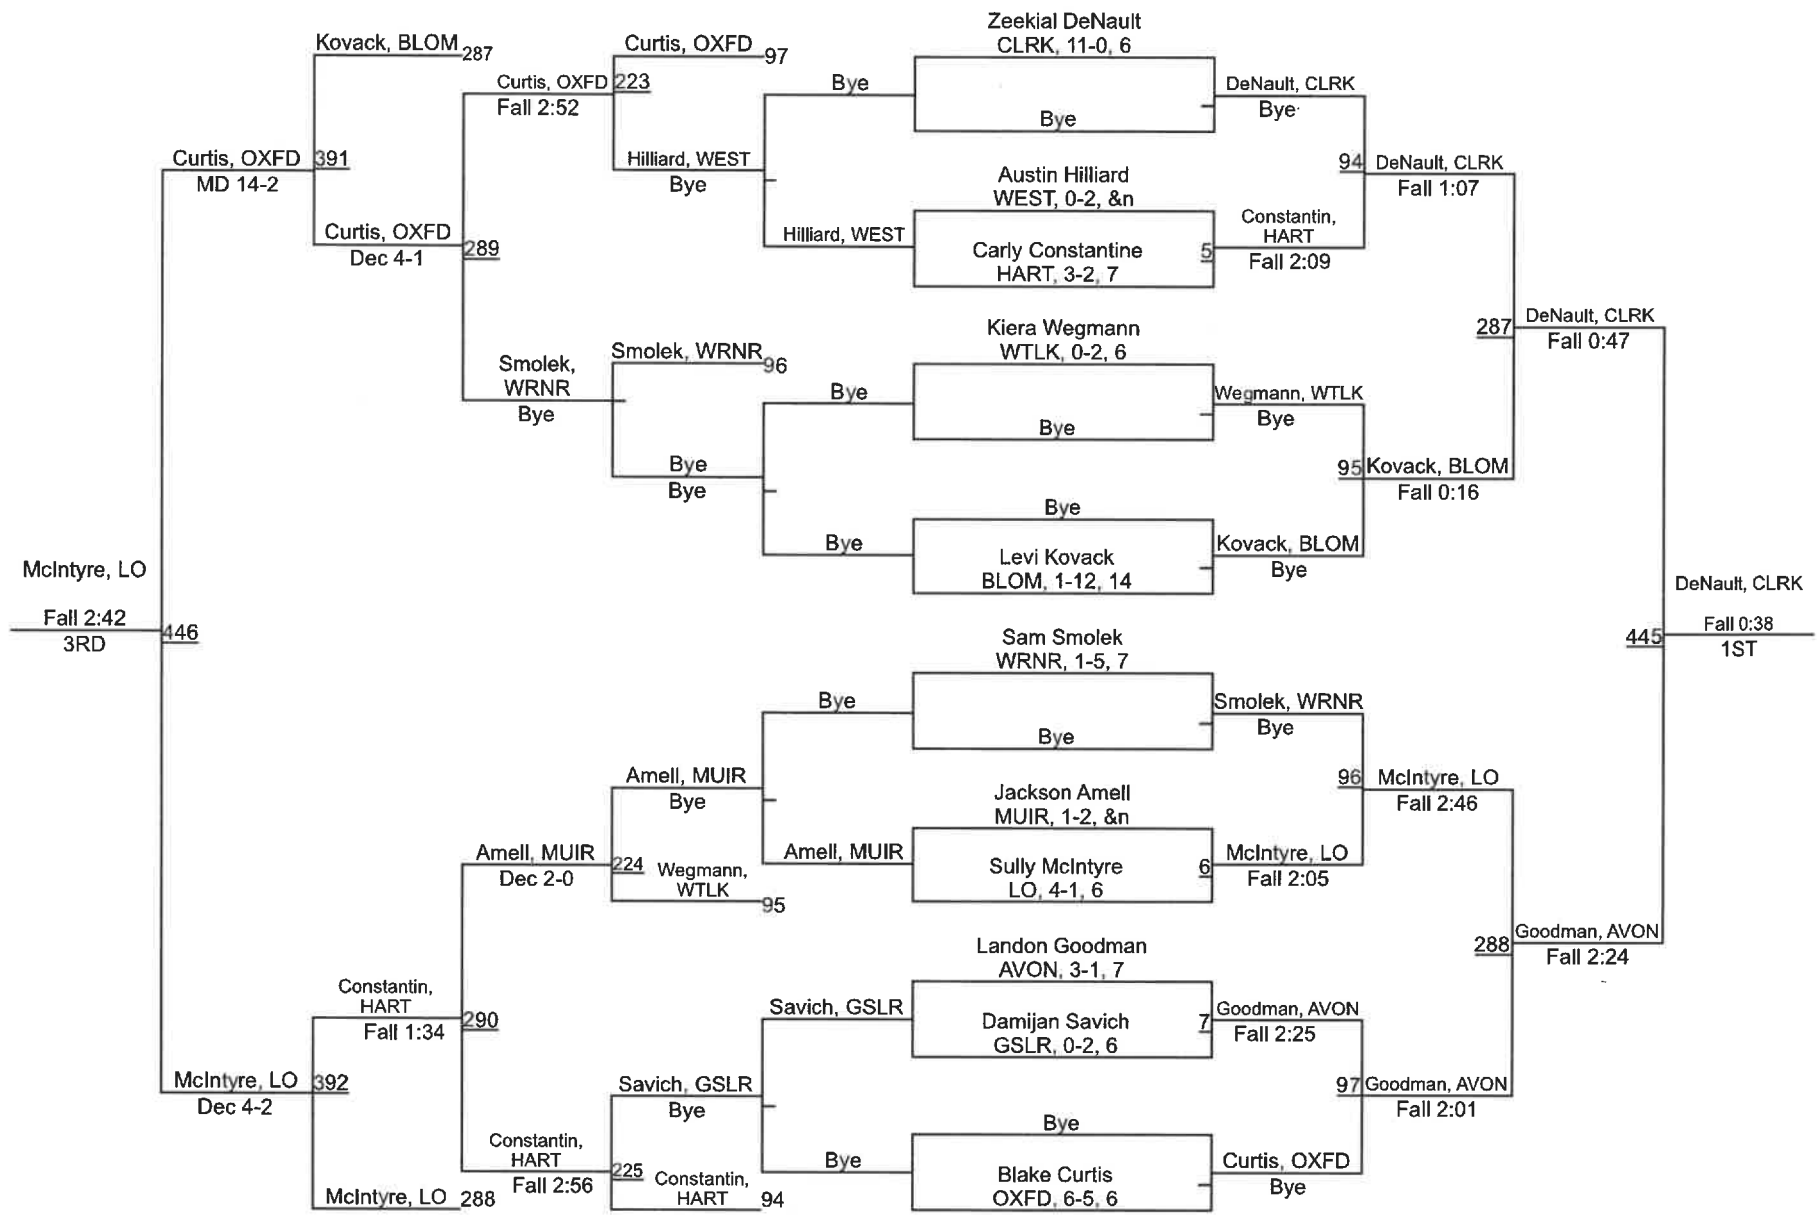 Kovack, BLOM
287
Curtis, OXFD
MD 14-2
391
Curtis, OXFD
Dec 4-1
289
Curtis, OXFD
Fall 2:52
223
Curtis, OXFD
97
Hilliard, WEST
Bye
Bye
Hilliard, WEST
Smolek,
WRNR
Bye
Smolek, WRNR
96
Bye
Bye
Bye
Bye
McIntyre, LO
Fall 2:42
3RD
446
McIntyre, LO
Dec 4-2
392
Constantin,
HART
Fall 1:34
290
McIntyre, LO
288
Amell, MUIR
Dec 2-0
224
Amell, MUIR
Bye
Wegmann,
WTLK
95
Bye
Amell, MUIR
Constantin,
HART
Fall 2:56
225
Savich, GSLR
Bye
Constantin,
HART
94
Savich, GSLR
Bye
Zeekial DeNault
CLRK, 11-0, 6
Bye
Austin Hilliard
WEST, 0-2, &n
Carly Constantine
HART, 3-2, 7
5
Kiera Wegmann
WTLK, 0-2, 6
Bye
Bye
Levi Kovack
BLOM, 1-12, 14
Sam Smolek
WRNR, 1-5, 7
Bye
Jackson Amell
MUIR, 1-2, &n
Sully McIntyre
LO, 4-1, 6
6
Landon Goodman
AVON, 3-1, 7
Damijan Savich
GSLR, 0-2, 6
7
Bye
Blake Curtis
OXFD, 6-5, 6
DeNault, CLRK
Bye
Constantin,
HART
Fall 2:09
94
DeNault, CLRK
Fall 1:07
Wegmann, WTLK
Bye
Kovack, BLOM
Bye
95
Kovack, BLOM
Fall 0:16
287
DeNault, CLRK
Fall 0:47
Smolek, WRNR
Bye
McIntyre, LO
Fall 2:05
96
McIntyre, LO
Fall 2:46
Goodman, AVON
Fall 2:25
Curtis, OXFD
Bye
97
Goodman, AVON
Fall 2:01
288
Goodman, AVON
Fall 2:24
445
DeNault, CLRK
Fall 0:38
1ST